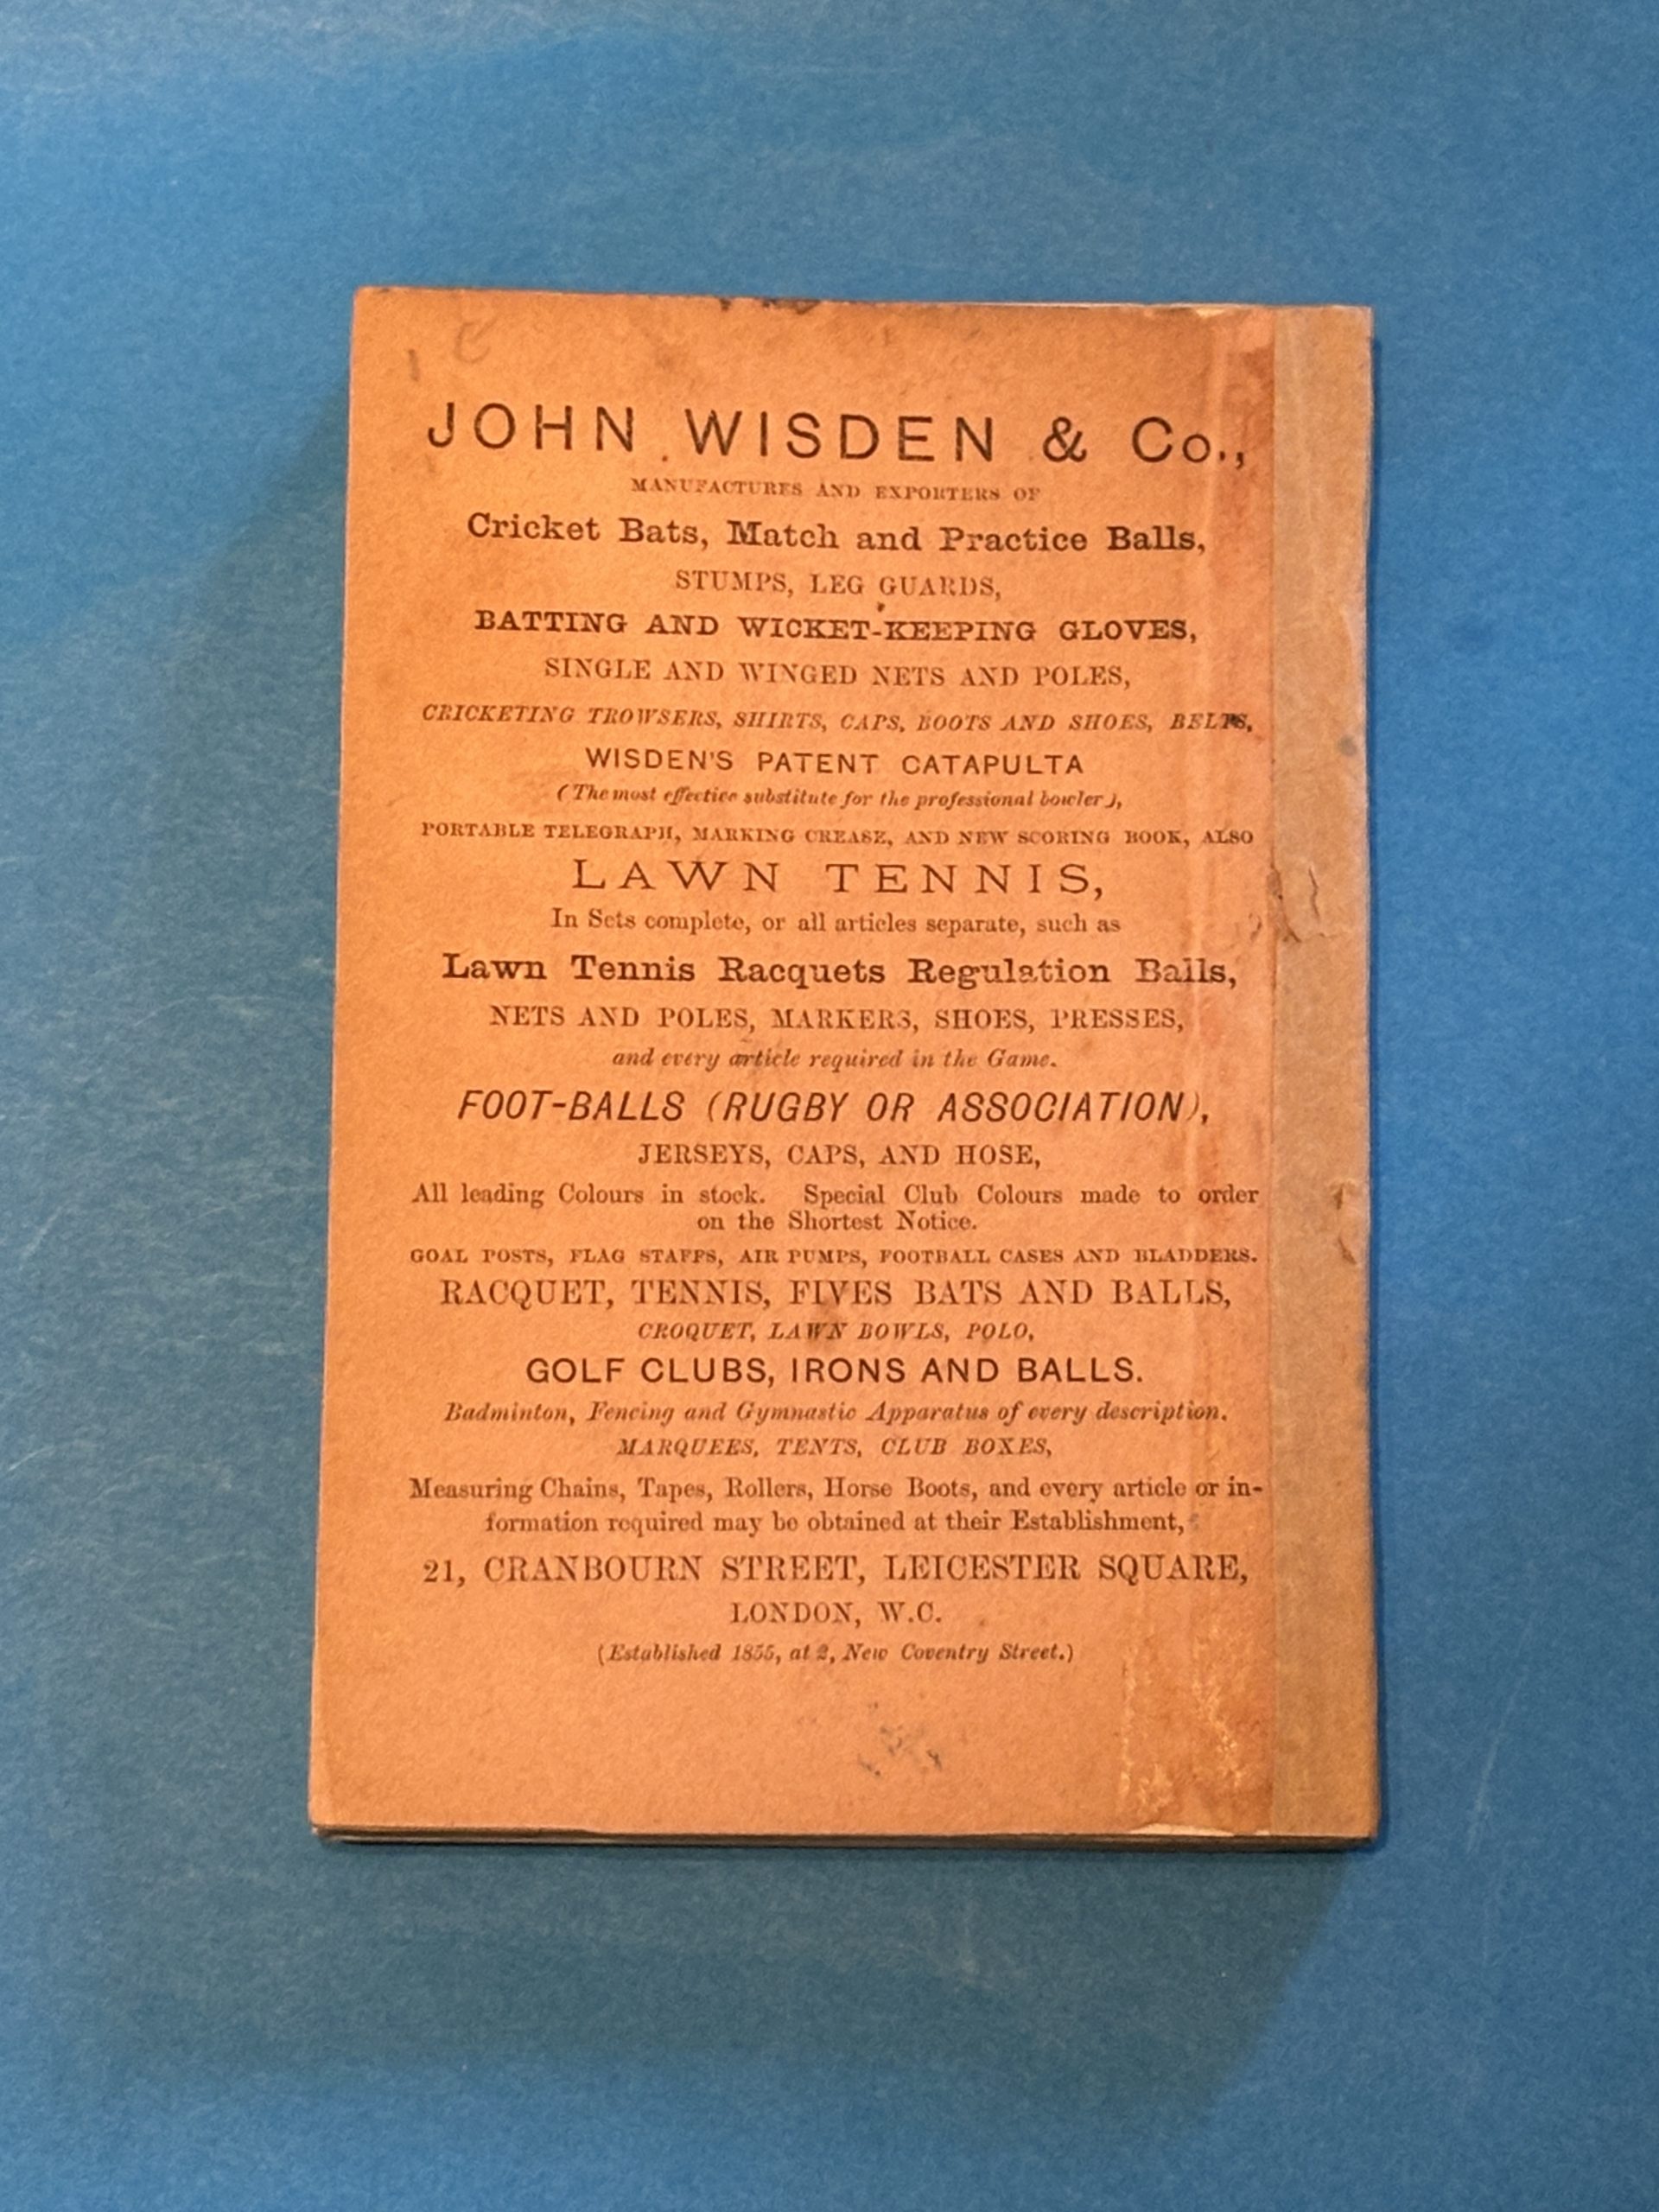 JOHN WISDEN & Co.,
MANUFACTURES AND EXPORTERS OF
Cricket Bats, Match and Practice Balls,
STUMPS, LEG GUARDS,
BATTING AND WICKET-KEEPING GLOVES,
SINGLE AND WINGED NETS AND POLES,
CRICKETING TROWSERS, SHIRTS, CAPS, BOOTS AND SHOES, BELTS,
WISDEN'S PATENT CATAPULTA
(The most effective substitute for the professional bowler),
PORTABLE TELEGRAPH, MARKING CREASE, AND NEW SCORING BOOK, ALSO
LAWN TENNIS,
In Sets complete, or all articles separate, such as
Lawn Tennis Racquets Regulation Balls,
NETS AND POLES, MARKERS, SHOES, PRESSES,
and every article required in the Game.
FOOT-BALLS (RUGBY OR ASSOCIATION),
JERSEYS, CAPS, AND HOSE,
All leading Colours in stock. Special Club Colours made to order
on the Shortest Notice.
GOAL POSTS, FLAG STAFFS, AIR PUMPS, FOOTBALL CASES AND BLADDERS.
RACQUET, TENNIS, FIVES BATS AND BALLS,
CROQUET, LAWN BOWLS, POLO,
GOLF CLUBS, IRONS AND BALLS.
Badminton, Fencing and Gymnastic Apparatus of every description.
MARQUEES, TENTS, CLUB BOXES,
Measuring Chains, Tapes, Rollers, Horse Boots, and every article or in-
formation required may be obtained at their Establishment,
21, CRANBOURN STREET, LEICESTER SQUARE,
LONDON, W.C.
(Established 1855, at 2, New Coventry Street.)